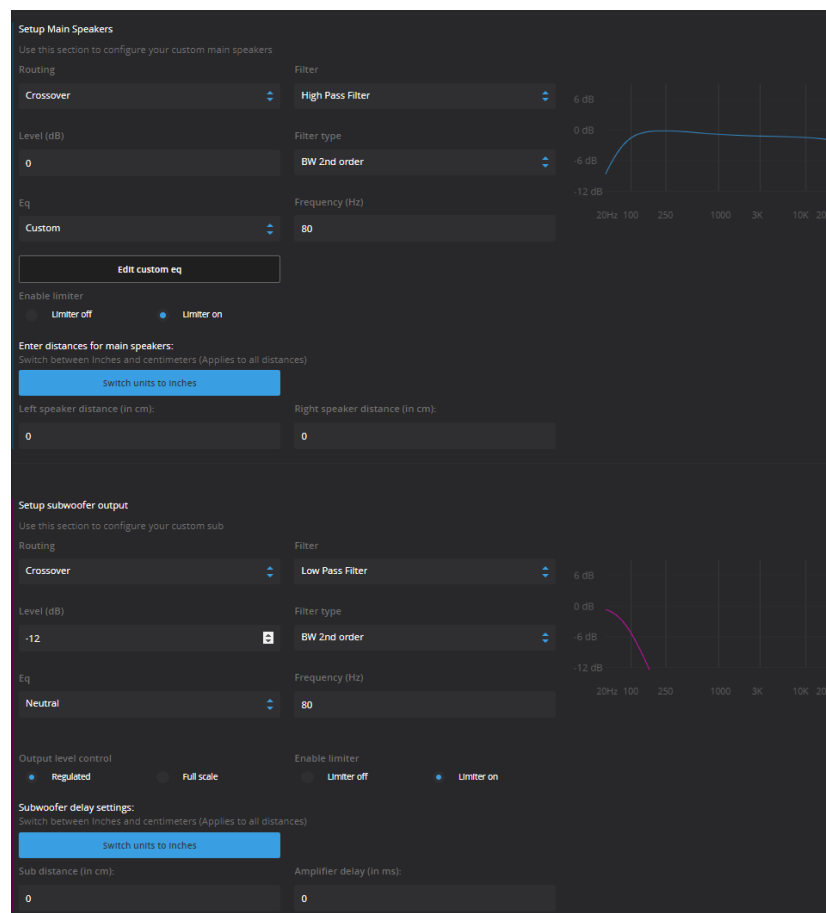 Setup Main Speakers
Use this section to configure your custom main speakers
Routing
Filter
Crossover
High Pass Filter
6 dB
Level (dB)
Filter type
0 dB
0
BW 2nd order
-6 dB
-12 dB
Eq
Frequency (Hz)
20Hz 100 250 1000 3K 10K 20
Custom
80
Edit custom eq
Enable limiter
Limiter off
Limiter on
Enter distances for main speakers:
Switch between Inches and centimeters (Applies to all distances)
Switch units to Inches
Left speaker distance (in cm):
Right speaker distance (in cm):
0
0
Setup subwoofer output
Use this section to configure your custom sub
Routing
Filter
Crossover
Low Pass Filter
6 dB
Level (dB)
Filter type
0 dB
-12
BW 2nd order
-6 dB
-12 dB
Eq
Frequency (Hz)
20Hz 100 250 1000 3K 10K 20
Neutral
80
Output level control
Enable limiter
Regulated
Full scale
Limiter off
Limiter on
Subwoofer delay settings:
Switch between Inches and centimeters (Applies to all distances)
Switch units to Inches
Sub distance (in cm):
Amplifier delay (in ms):
0
0